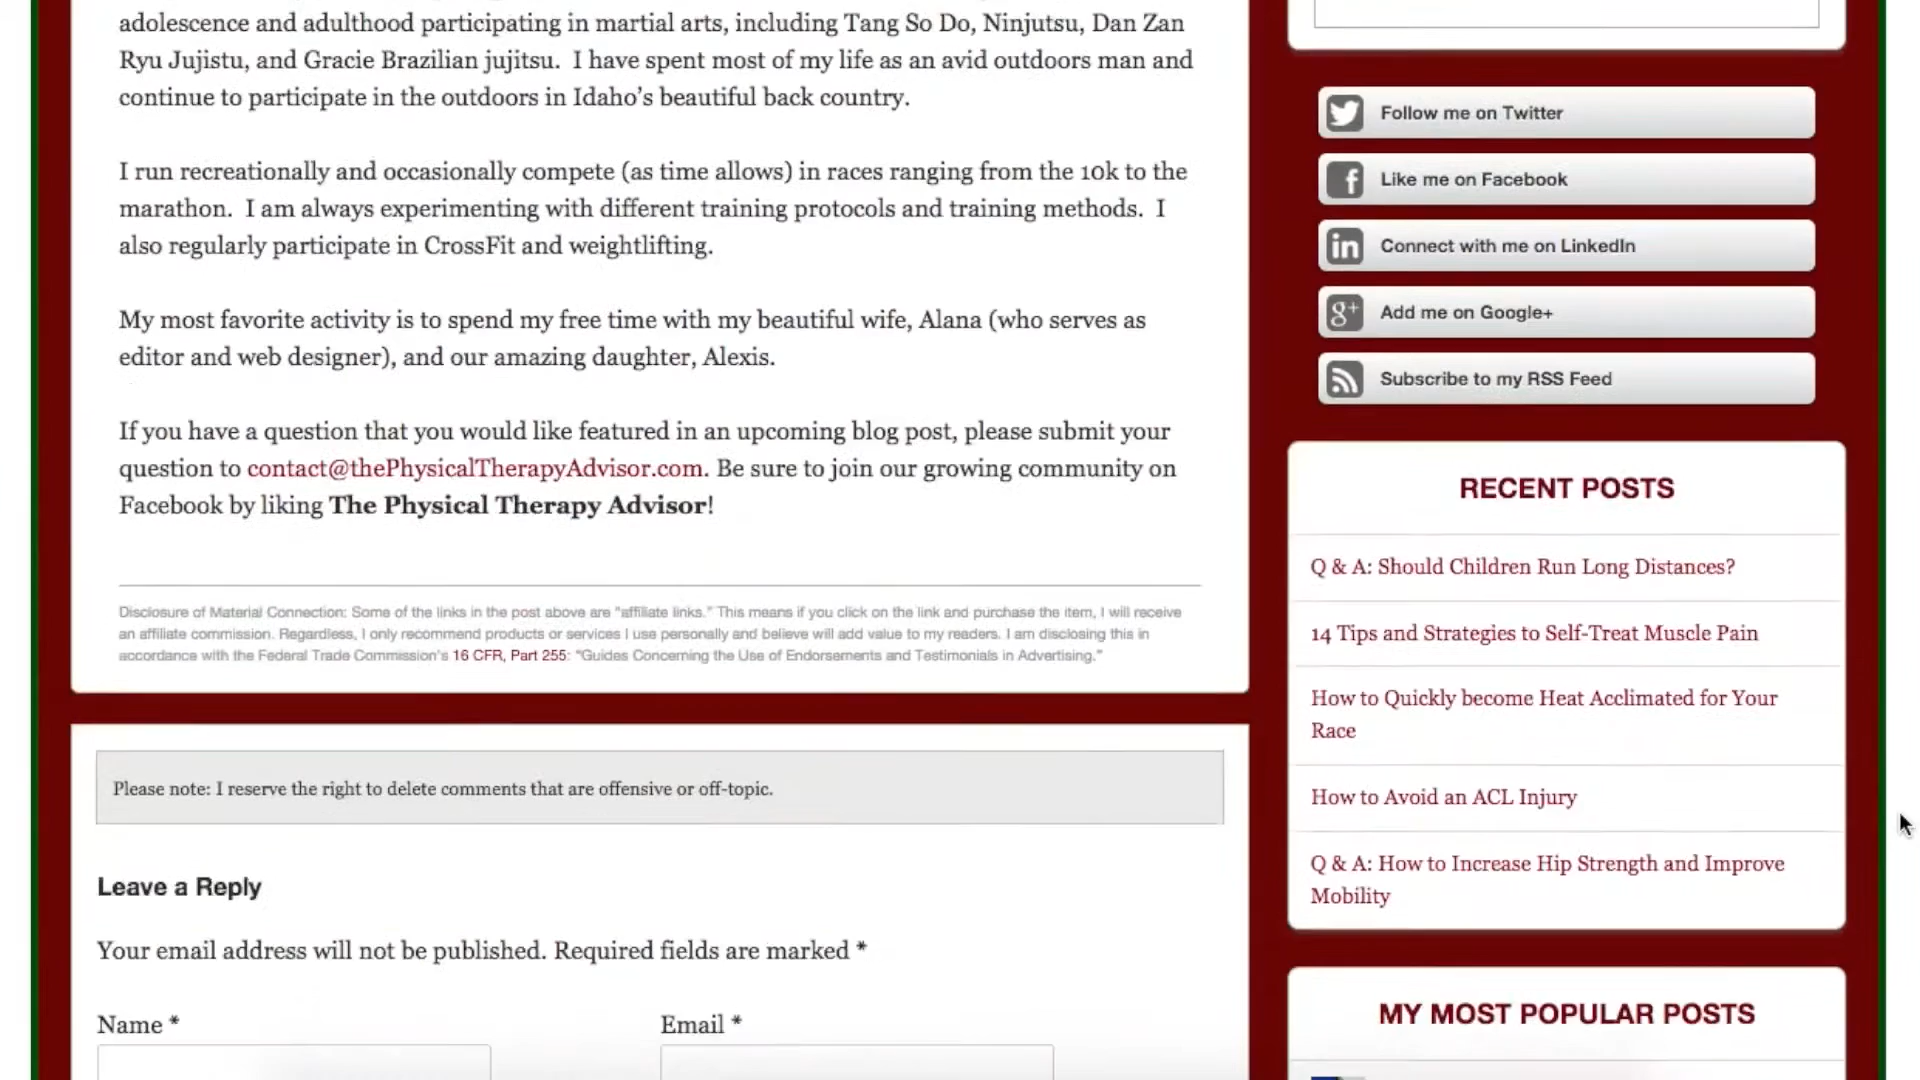 adolescence and adulthood participating in martial arts, including Tang So Do, Ninjutsu, Dan Zan
Ryu Jujistu, and Gracie Brazilian jujitsu.  I have spent most of my life as an avid outdoors man and
continue to participate in the outdoors in Idaho’s beautiful back country.
I run recreationally and occasionally compete (as time allows) in races ranging from the 10k to the
marathon.  I am always experimenting with different training protocols and training methods.  I
also regularly participate in CrossFit and weightlifting.
My most favorite activity is to spend my free time with my beautiful wife, Alana (who serves as
editor and web designer), and our amazing daughter, Alexis.
If you have a question that you would like featured in an upcoming blog post, please submit your
question to contact@thePhysicalTherapyAdvisor.com. Be sure to join our growing community on
Facebook by liking The Physical Therapy Advisor!
Disclosure of Material Connection: Some of the links in the post above are “affiliate links.” This means if you click on the link and purchase the item, I will receive
an affiliate commission. Regardless, I only recommend products or services I use personally and believe will add value to my readers. I am disclosing this in
accordance with the Federal Trade Commission’s 16 CFR, Part 255: “Guides Concerning the Use of Endorsements and Testimonials in Advertising.”
Please note: I reserve the right to delete comments that are offensive or off-topic.
Leave a Reply
Your email address will not be published. Required fields are marked *
Name *
Email *
Follow me on Twitter
Like me on Facebook
Connect with me on LinkedIn
Add me on Google+
Subscribe to my RSS Feed
RECENT POSTS
Q & A: Should Children Run Long Distances?
14 Tips and Strategies to Self-Treat Muscle Pain
How to Quickly become Heat Acclimated for Your
Race
How to Avoid an ACL Injury
Q & A: How to Increase Hip Strength and Improve
Mobility
MY MOST POPULAR POSTS